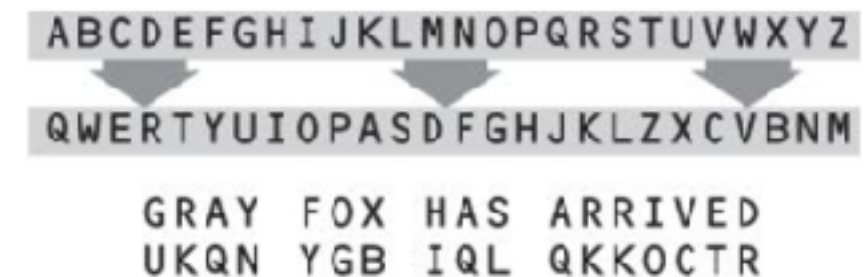 ABCDEFGHIJKLMNOPQRSTUVWXYZ
QWERTYUIOPASDFGHJKLZXCVBNM
GRAY FOX HAS ARRIVED
UKQN YGB IQL QKKOCTR